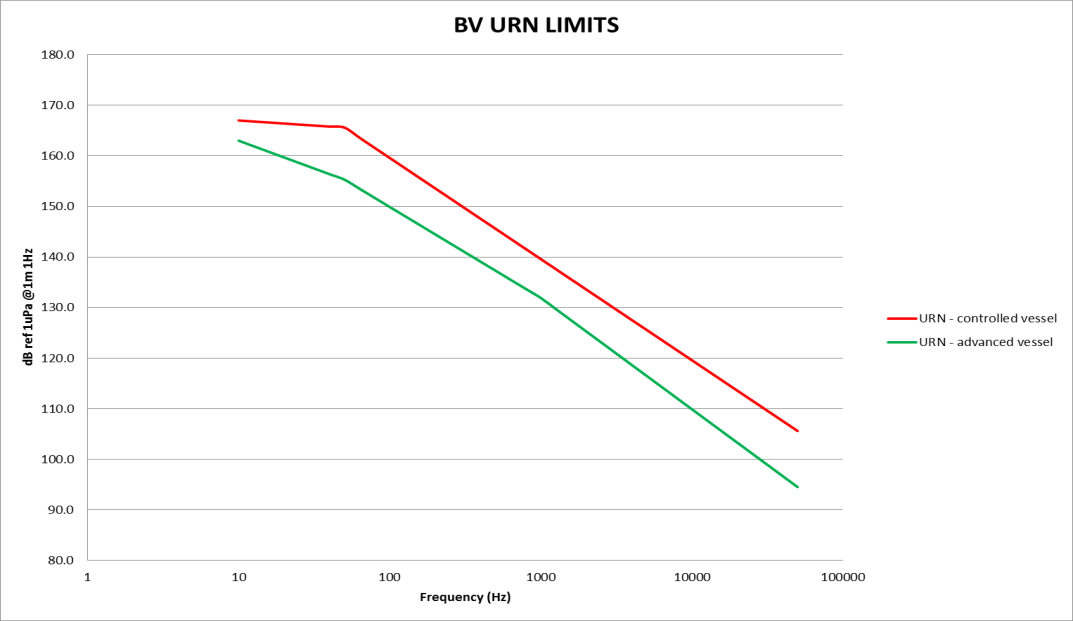 BV URN LIMITS
180.0
170.0
160.0
150.0
140.0
130.0
120.0
110.0
100.0
90.0
80.0
dB ref 1uPa @1m 1Hz
1 10 100 1000 10000 100000
Frequency (Hz)
URN - controlled vessel
URN - advanced vessel